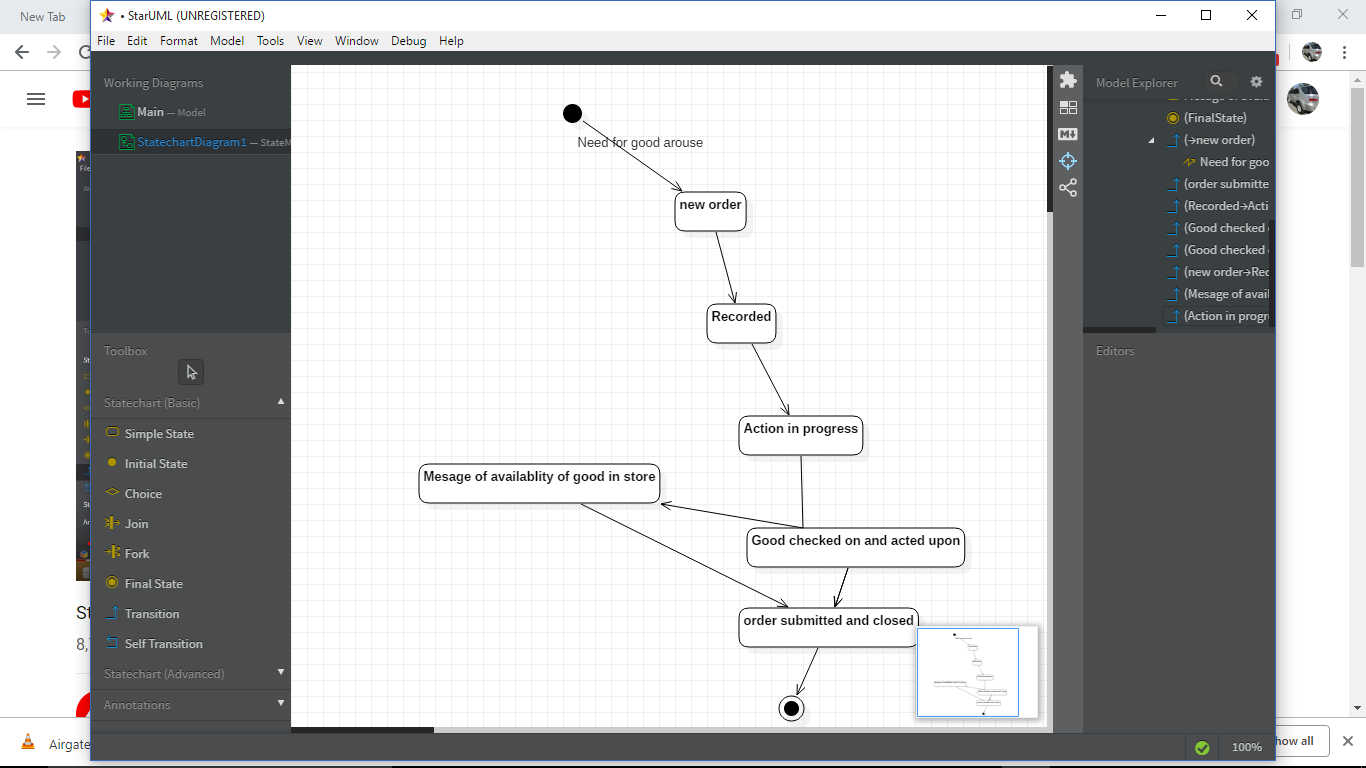 New Tab
• StarUML (UNREGISTERED)
File Edit Format Model Tools View Window Debug Help
Working Diagrams
Main — Model
StatechartDiagram1 — StateM
Toolbox
Statechart (Basic)
Simple State
Initial State
Choice
Join
Fork
Final State
Transition
Self Transition
Statechart (Advanced)
Annotations
Need for good arouse
new order
Recorded
Action in progress
Mesage of availablity of good in store
Good checked on and acted upon
order submitted and closed
Model Explorer
(FinalState)
(→new order)
Need for goo
(order submitte
(Recorded→Acti
(Good checked
(Good checked
(new order→Rec
(Mesage of avail
(Action in progr
Editors
100%
St
8,
Airgate
how all